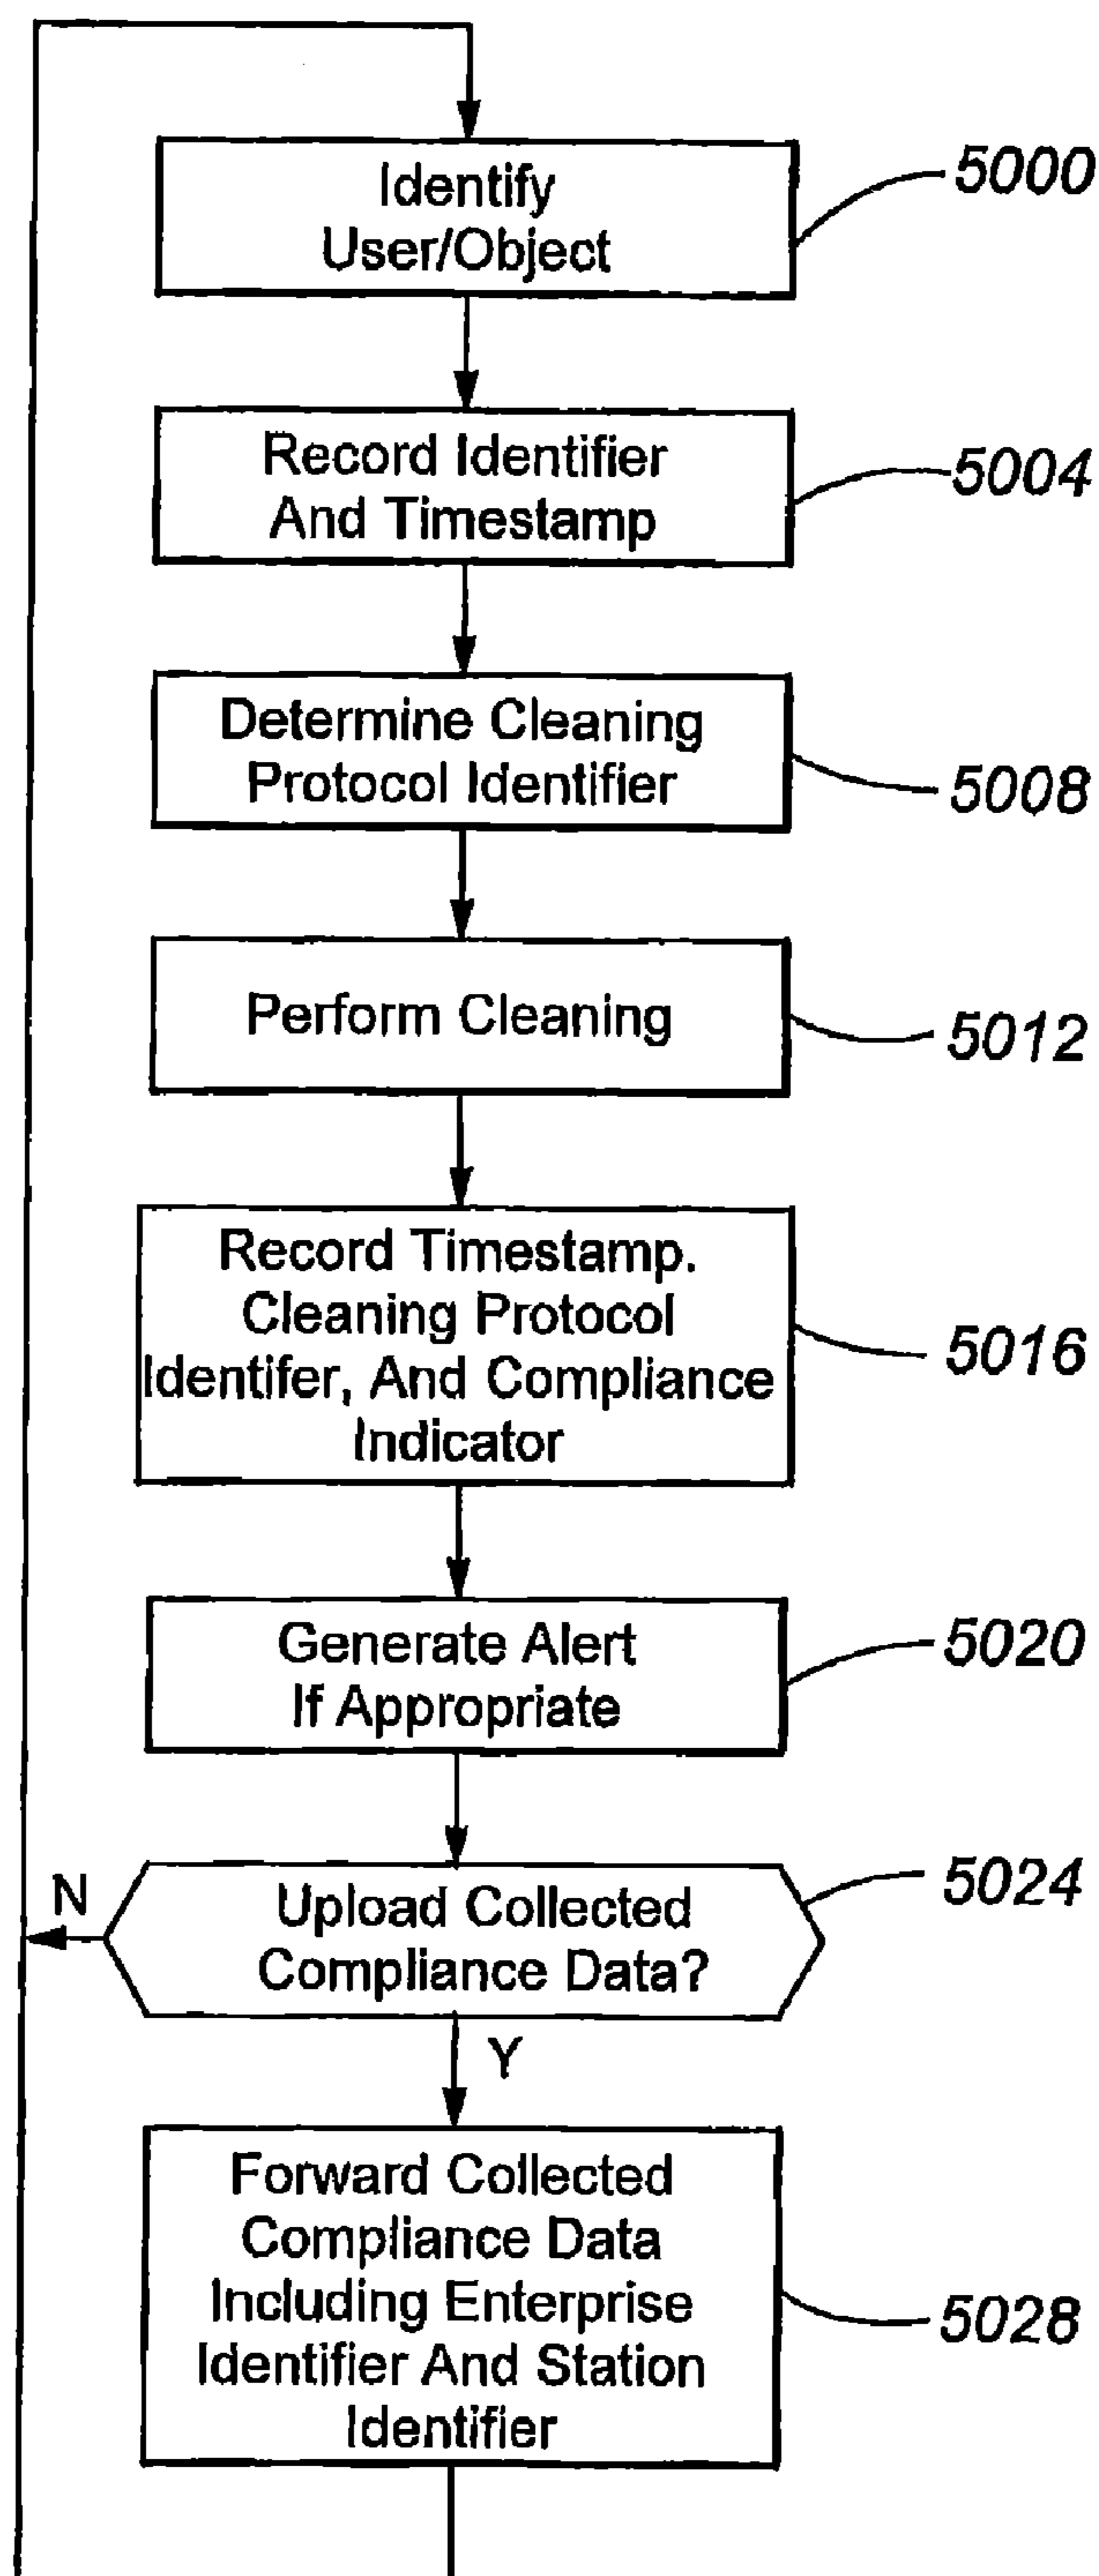 Identify
User/Object
5000
Record Identifier
And Timestamp
5004
Determine Cleaning
Protocol Identifier
5008
Perform Cleaning
5012
Record Timestamp.
Cleaning Protocol
Identifer, And Compliance
Indicator
5016
Generate Alert
If Appropriate
5020
Upload Collected
Compliance Data?
5024
N
Y
Forward Collected
Compliance Data
Including Enterprise
Identifier And Station
Identifier
5028